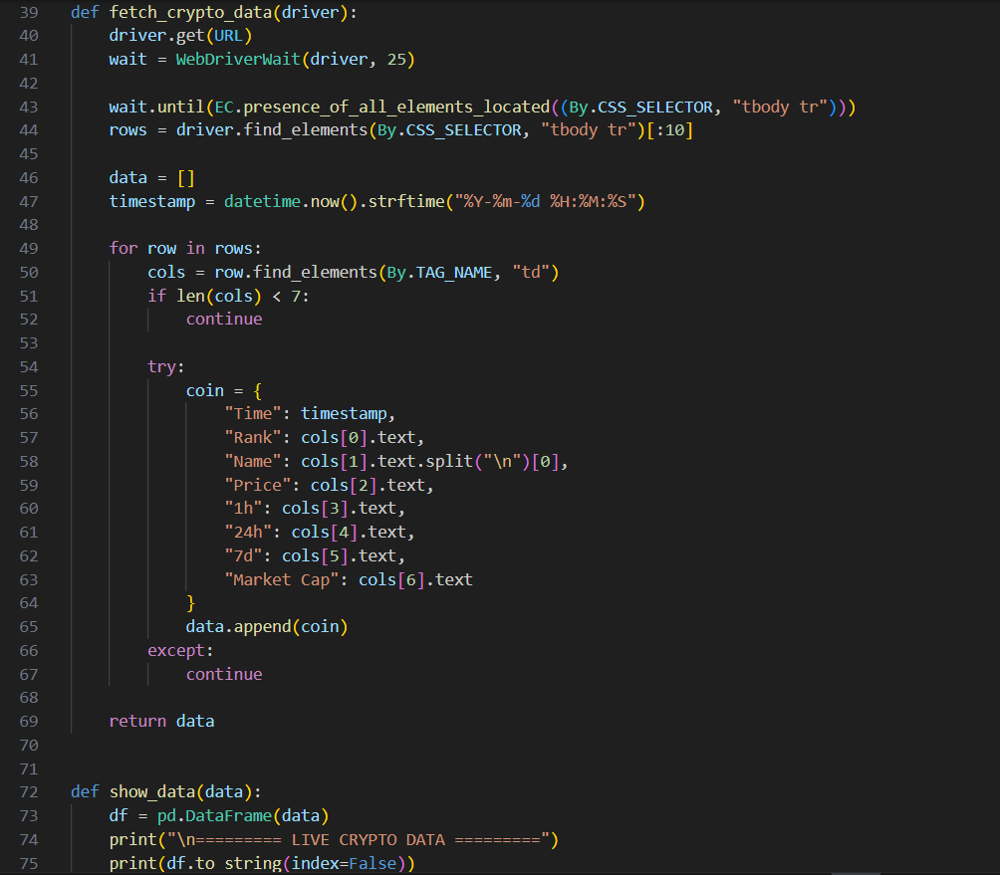 39 def fetch_crypto_data(driver):
40     driver.get(URL)
41     wait = WebDriverWait(driver, 25)
42
43     wait.until(EC.presence_of_all_elements_located((By.CSS_SELECTOR, "tbody tr")))
44     rows = driver.find_elements(By.CSS_SELECTOR, "tbody tr")[:10]
45
46     data = []
47     timestamp = datetime.now().strftime("%Y-%m-%d %H:%M:%S")
48
49     for row in rows:
50         cols = row.find_elements(By.TAG_NAME, "td")
51         if len(cols) < 7:
52             continue
53
54         try:
55             coin = {
56                 "Time": timestamp,
57                 "Rank": cols[0].text,
58                 "Name": cols[1].text.split("\n")[0],
59                 "Price": cols[2].text,
60                 "1h": cols[3].text,
61                 "24h": cols[4].text,
62                 "7d": cols[5].text,
63                 "Market Cap": cols[6].text
64             }
65             data.append(coin)
66         except:
67             continue
68
69     return data
70
71
72 def show_data(data):
73     df = pd.DataFrame(data)
74     print("\n========= LIVE CRYPTO DATA =========")
75     print(df.to_string(index=False))